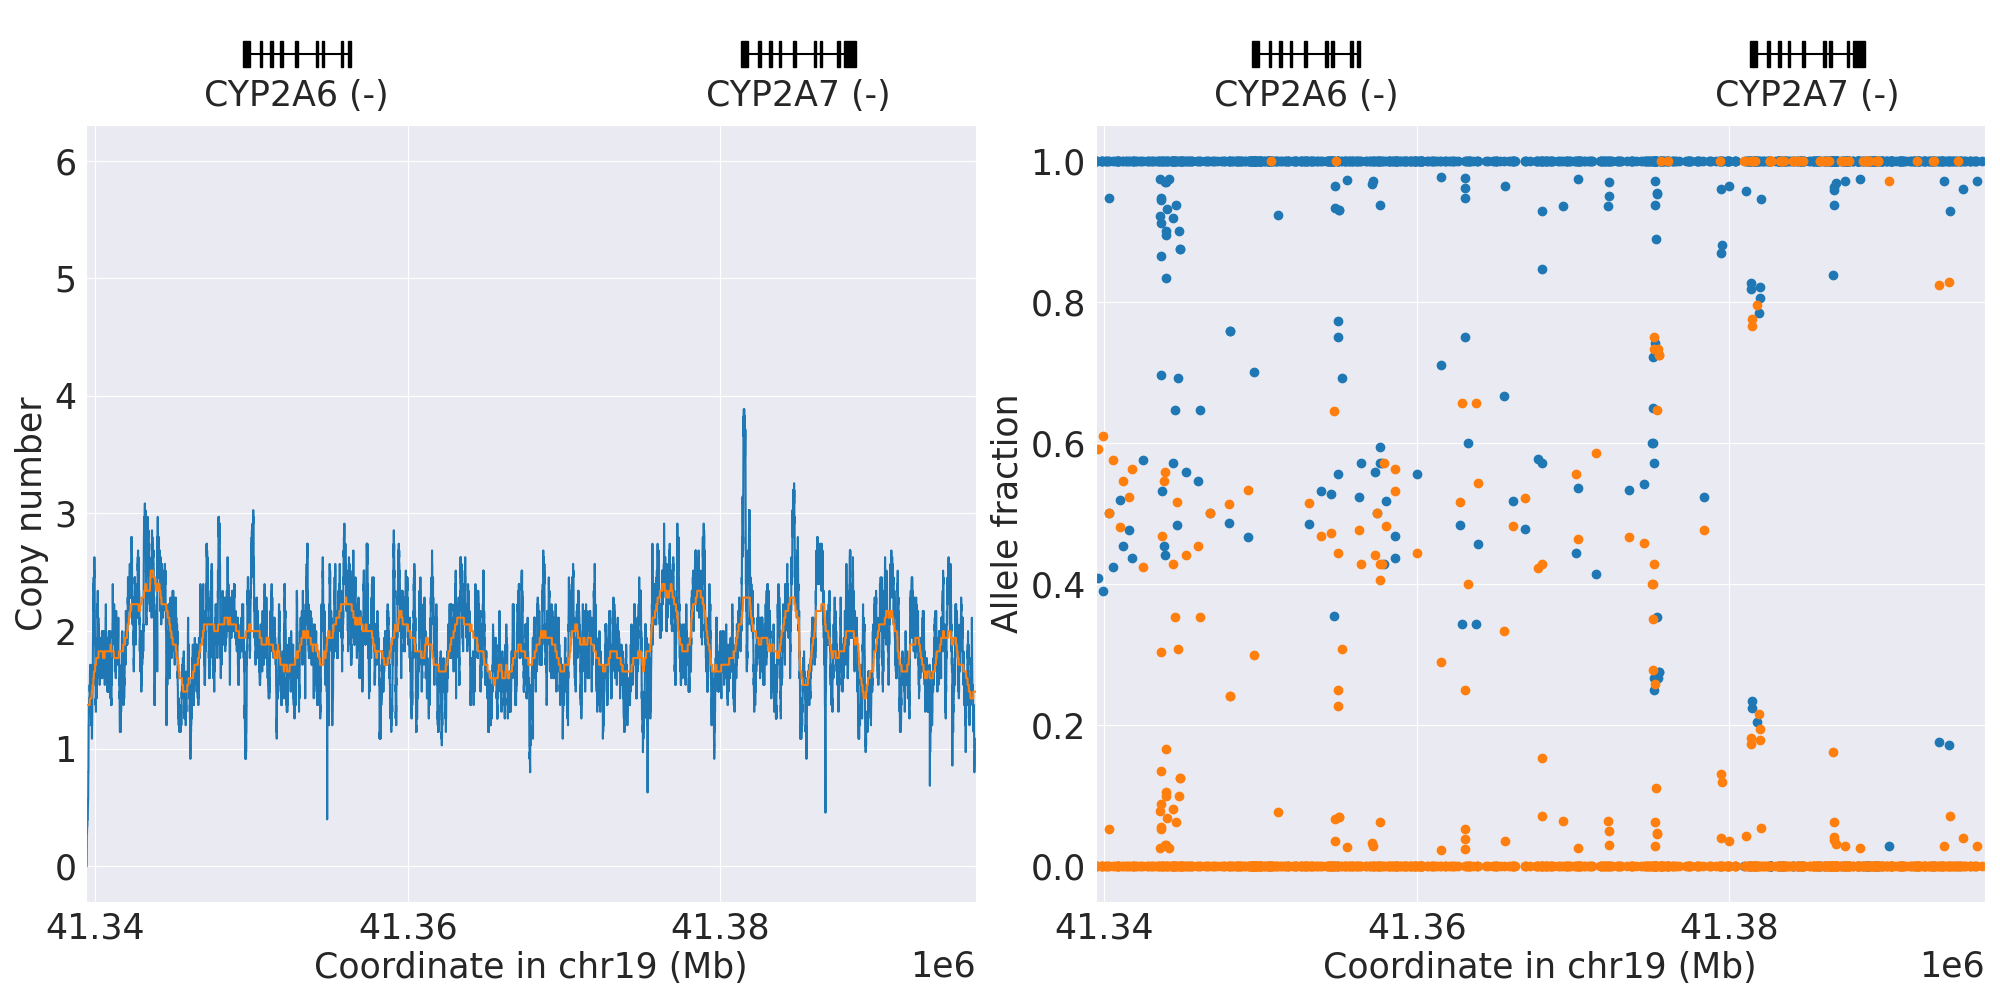 CYP2A6 (-)
CYP2A7 (-)
CYP2A6 (-)
CYP2A7 (-)
6
5
4
3
2
1
0
Copy number
41.34
41.36
41.38
Coordinate in chr19 (Mb)
1e6
1.0
0.8
0.6
0.4
0.2
0.0
Allele fraction
41.34
41.36
41.38
Coordinate in chr19 (Mb)
1e6